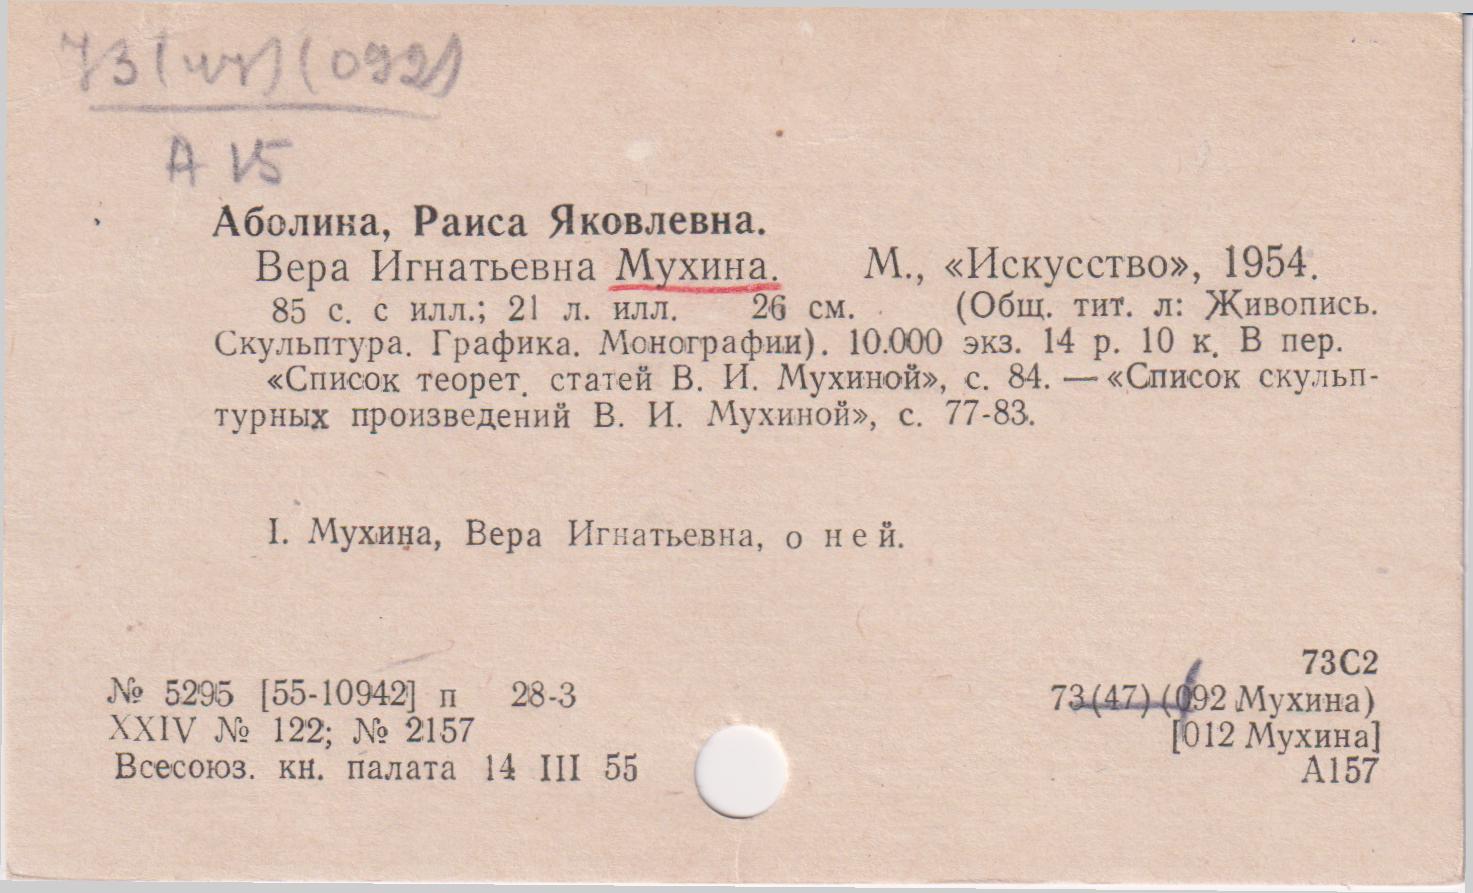 73(47)(092)
А 15
Аболина, Раиса Яковлевна.
Вера Игнатьевна Мухина. М., «Искусство», 1954.
85 с. с илл.; 21 л. илл. 26 см. (Общ. тит. л: Живопись.
Скульптура. Графика. Монографии). 10.000 экз. 14 р. 10 к. В пер.
«Список теорет. статей В. И. Мухиной», с. 84. — «Список скульп-
турных произведений В. И. Мухиной», с. 77-83.
I. Мухина, Вера Игнатьевна, о ней.
73С2
№ 5295 [55-10942] п 28-3 73(47) (092 Мухина)
XXIV № 122; № 2157 [012 Мухина]
Всесоюз. кн. палата 14 III 55 А157